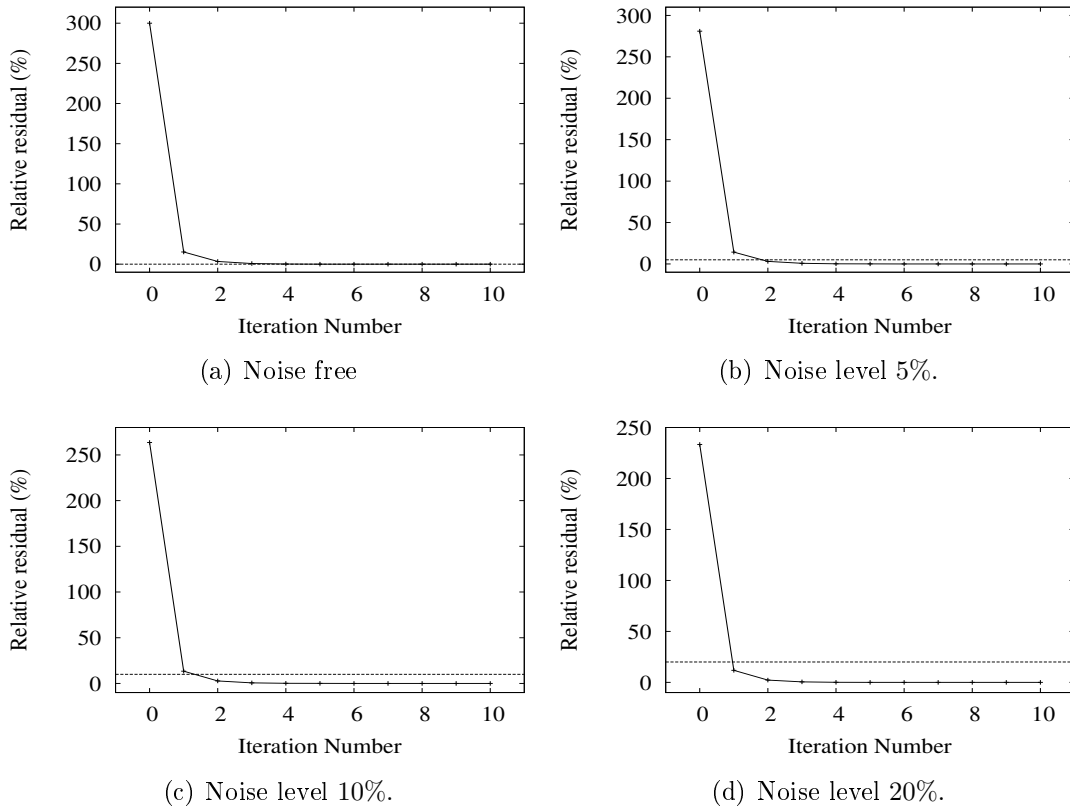 Relative residual (%)
300
250
200
150
100
50
0
0 2 4 6 8 10
Iteration Number
(a) Noise free
Relative residual (%)
300
250
200
150
100
50
0
0 2 4 6 8 10
Iteration Number
(b) Noise level 5%.
Relative residual (%)
250
200
150
100
50
0
0 2 4 6 8 10
Iteration Number
(c) Noise level 10%.
Relative residual (%)
250
200
150
100
50
0
0 2 4 6 8 10
Iteration Number
(d) Noise level 20%.